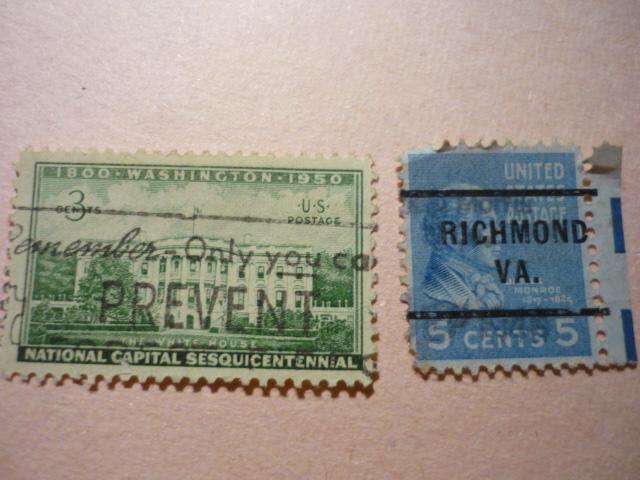 1800 · WASHINGTON · 1950
3
CENTS
·U·S·
POSTAGE
Remember - Only you ca
PREVENT
THE WHITE HOUSE
NATIONAL CAPITAL SESQUICENTENNIAL
UNITED
STATES
POSTAGE
RICHMOND
VA.
MONROE
5 CENTS 5